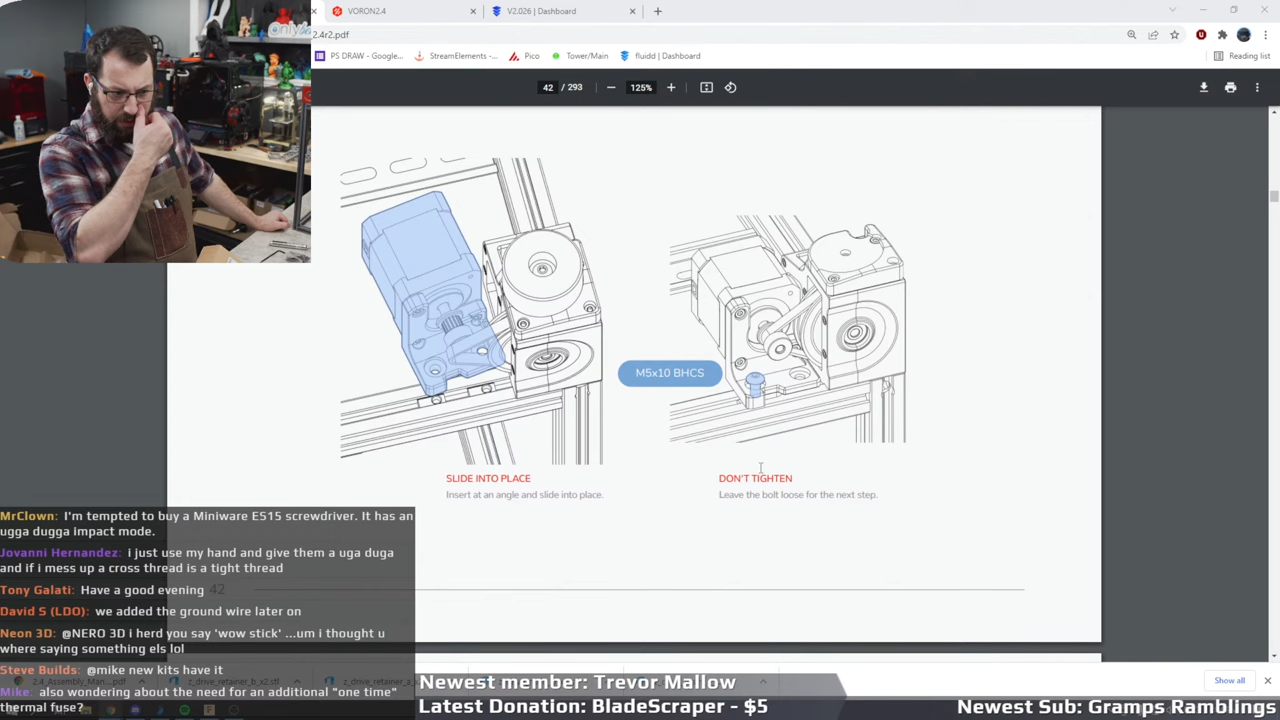 VORON2.4
V2.026 | Dashboard
2.4r2.pdf
PS DRAW - Google...
StreamElements -...
Pico
Tower/Main
fluidd | Dashboard
Reading list
42 / 293
125%
M5x10 BHCS
SLIDE INTO PLACE
Insert at an angle and slide into place.
DON'T TIGHTEN
Leave the bolt loose for the next step.
MrClown: I'm tempted to buy a Miniware ES15 screwdriver. It has an
ugga dugga impact mode.
Jovanni Hernandez: i just use my hand and give them a uga duga
and if i mess up a cross thread is a tight thread
Tony Galati: Have a good evening
42
David S (LDO): we added the ground wire later on
Neon 3D: @NERO 3D i herd you say 'wow stick' ...um i thought u
where saying something els lol
Steve Builds: @mike new kits have it
2.4_Assembly_Man....pdf
z_drive_retainer_b_x2.stl
z_drive_retainer_a_x
Show all
Mike: also wondering about the need for an additional "one time"
thermal fuse?
Newest member: Trevor Mallow
Latest Donation: BladeScraper - $5
Newest Sub: Gramps Ramblings